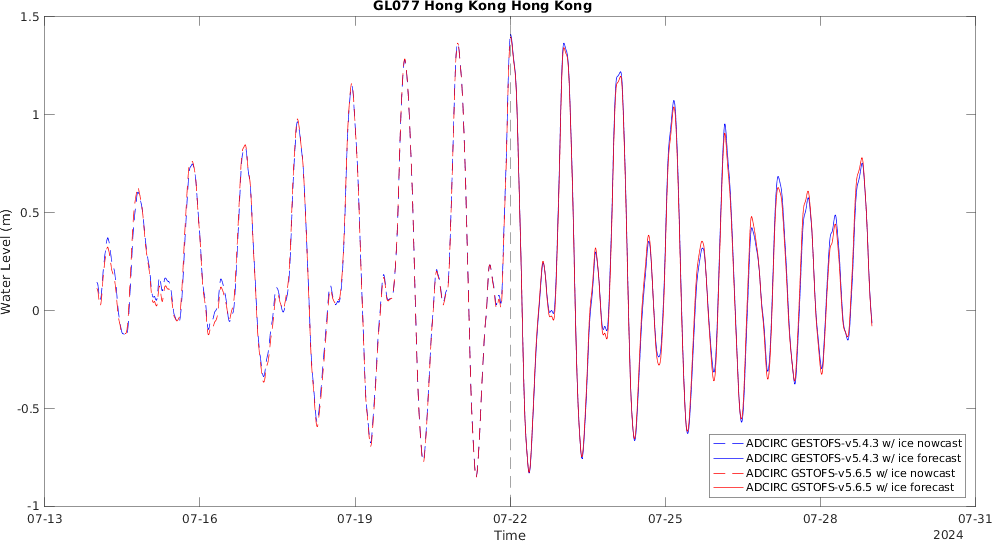 GL077 Hong Kong Hong Kong
1.5
1
0.5
0
-0.5
-1
Water Level (m)
07-13
07-16
07-19
07-22
07-25
07-28
07-31
Time
2024
ADCIRC GESTOFS-v5.4.3 w/ ice nowcast
ADCIRC GESTOFS-v5.4.3 w/ ice forecast
ADCIRC GSTOFS-v5.6.5 w/ ice nowcast
ADCIRC GSTOFS-v5.6.5 w/ ice forecast